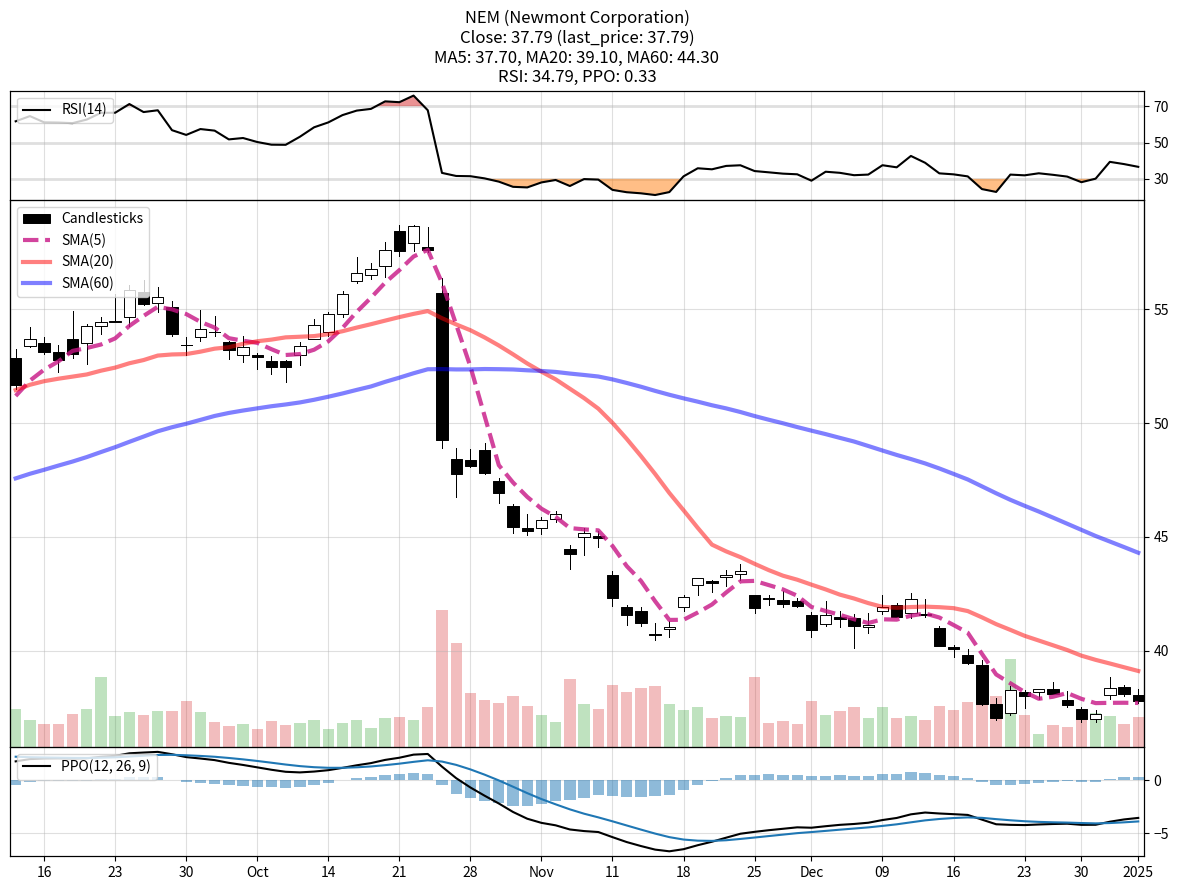 NEM (Newmont Corporation)
Close: 37.79 (last_price: 37.79)
MA5: 37.70, MA20: 39.10, MA60: 44.30
RSI: 34.79, PPO: 0.33
RSI(14)
70
50
30
Candlesticks
SMA(5)
SMA(20)
SMA(60)
55
50
45
40
PPO(12, 26, 9)
0
−5
16 23 30 Oct 14 21 28 Nov 11 18 25 Dec 09 16 23 30 2025